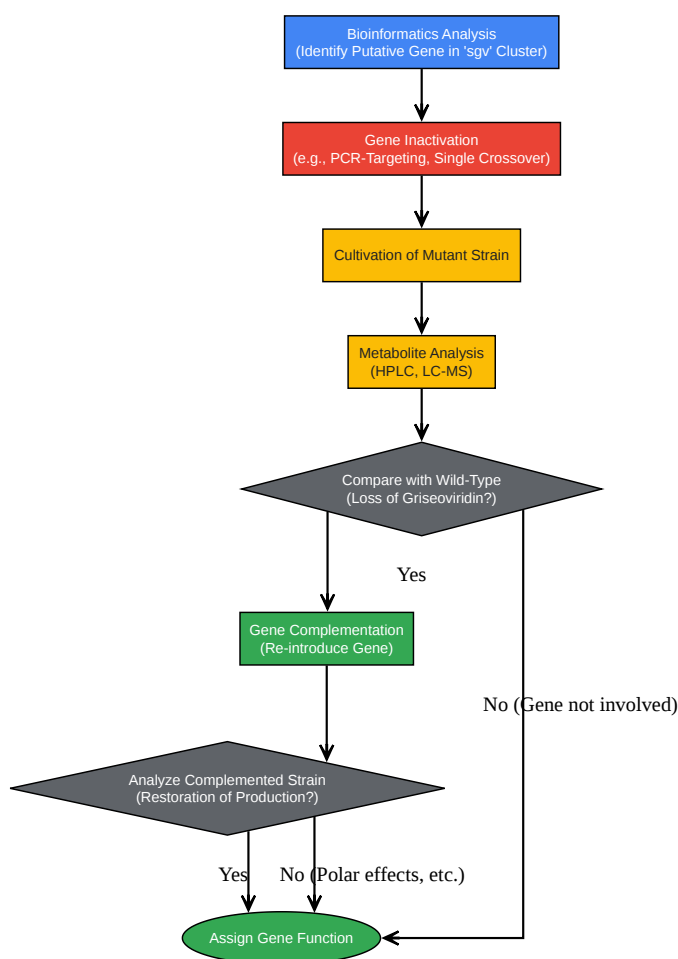 Bioinformatics Analysis
(Identify Putative Gene in 'sgv' Cluster)
Gene Inactivation
(e.g., PCR-Targeting, Single Crossover)
Cultivation of Mutant Strain
Metabolite Analysis
(HPLC, LC-MS)
Compare with Wild-Type
(Loss of Griseoviridin?)
Yes
Gene Complementation
(Re-introduce Gene)
No (Gene not involved)
Analyze Complemented Strain
(Restoration of Production?)
Yes
No (Polar effects, etc.)
Assign Gene Function